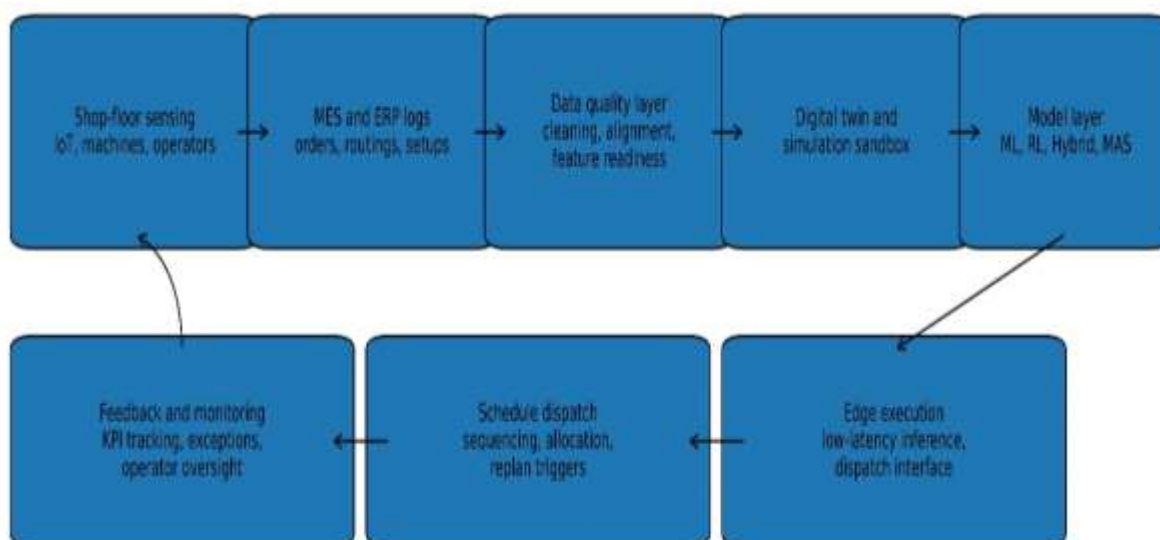 Shop-floor sensing
IoT, machines, operators
MES and ERP logs
orders, routings, setups
Data quality layer
cleaning, alignment,
feature readiness
Digital twin and
simulation sandbox
Model layer
ML, RL, Hybrid, MAS
Feedback and monitoring
KPI tracking, exceptions,
operator oversight
Schedule dispatch
sequencing, allocation,
replan triggers
Edge execution
low-latency inference,
dispatch interface